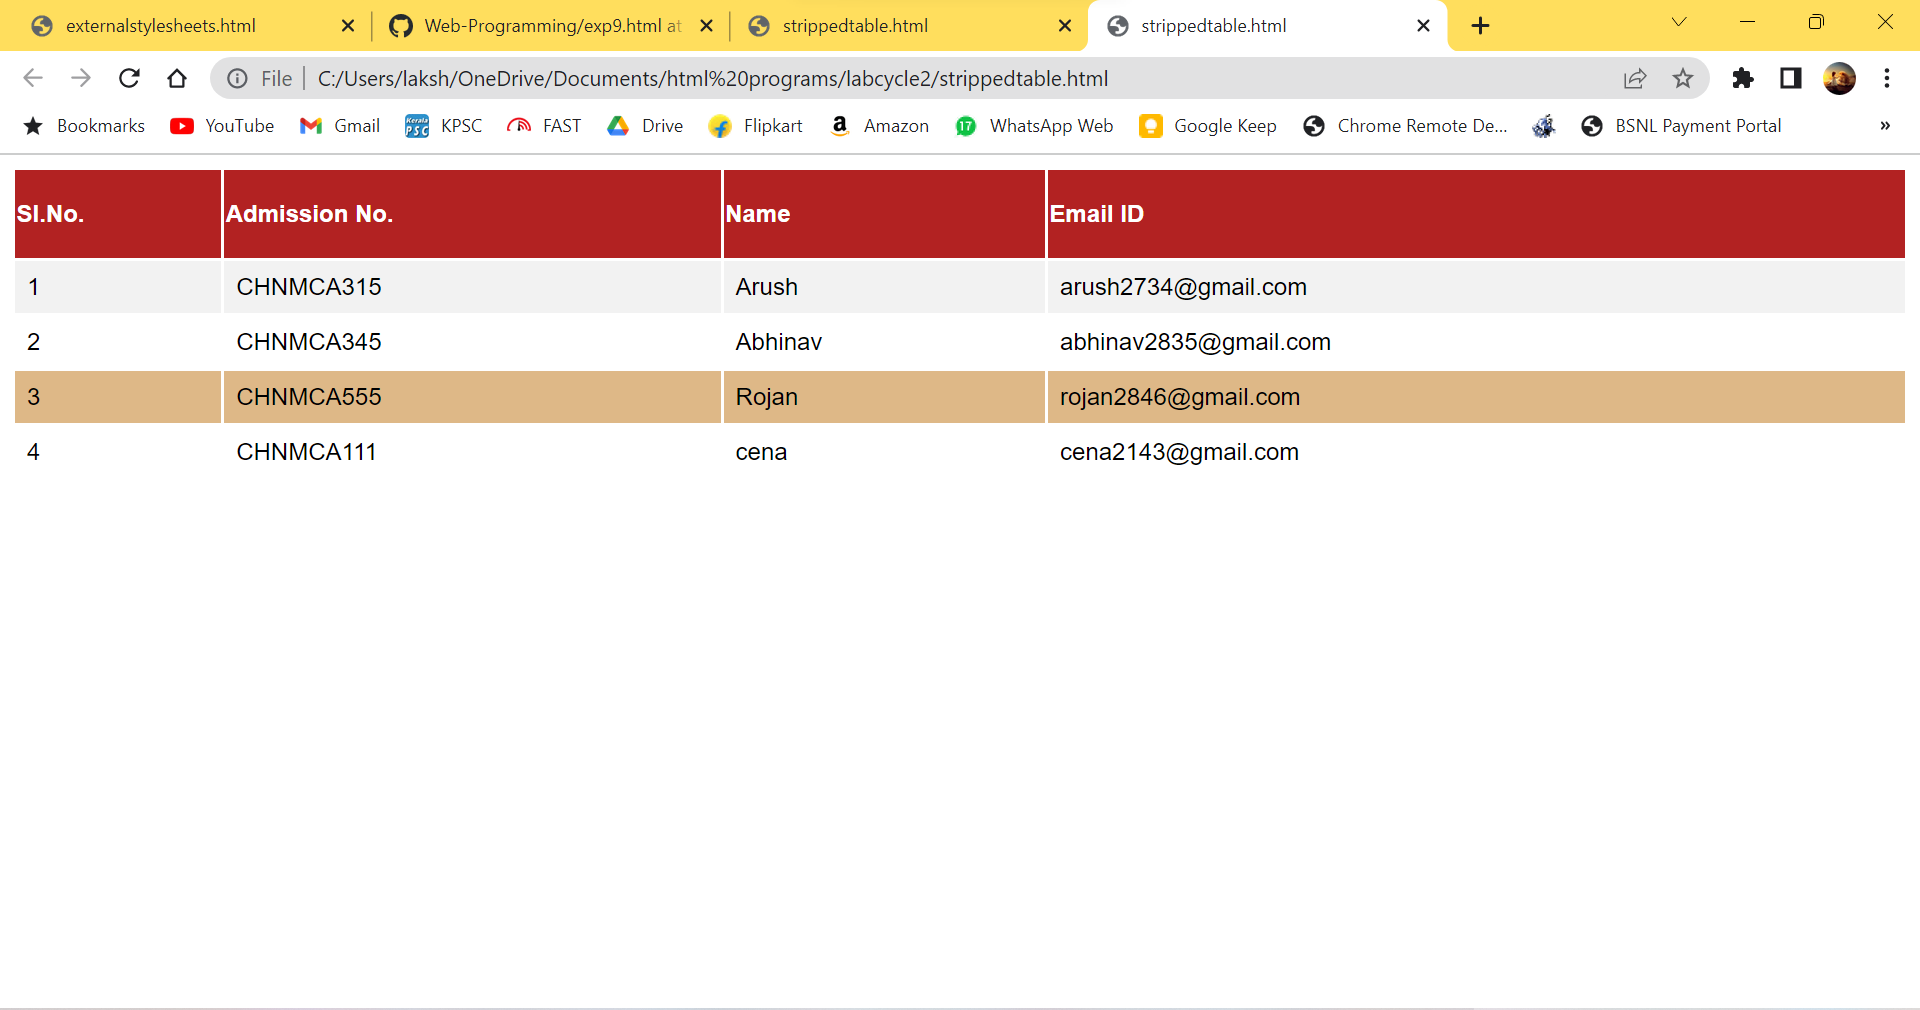 externalstylesheets.html
Web-Programming/exp9.html at
strippedtable.html
strippedtable.html
File
C:/Users/laksh/OneDrive/Documents/html%20programs/labcycle2/strippedtable.html
Bookmarks YouTube Gmail Kerala PSC KPSC FAST Drive Flipkart a Amazon 17 WhatsApp Web Google Keep Chrome Remote De... BSNL Payment Portal »
Sl.No. Admission No. Name Email ID
1 CHNMCA315 Arush arush2734@gmail.com
2 CHNMCA345 Abhinav abhinav2835@gmail.com
3 CHNMCA555 Rojan rojan2846@gmail.com
4 CHNMCA111 cena cena2143@gmail.com